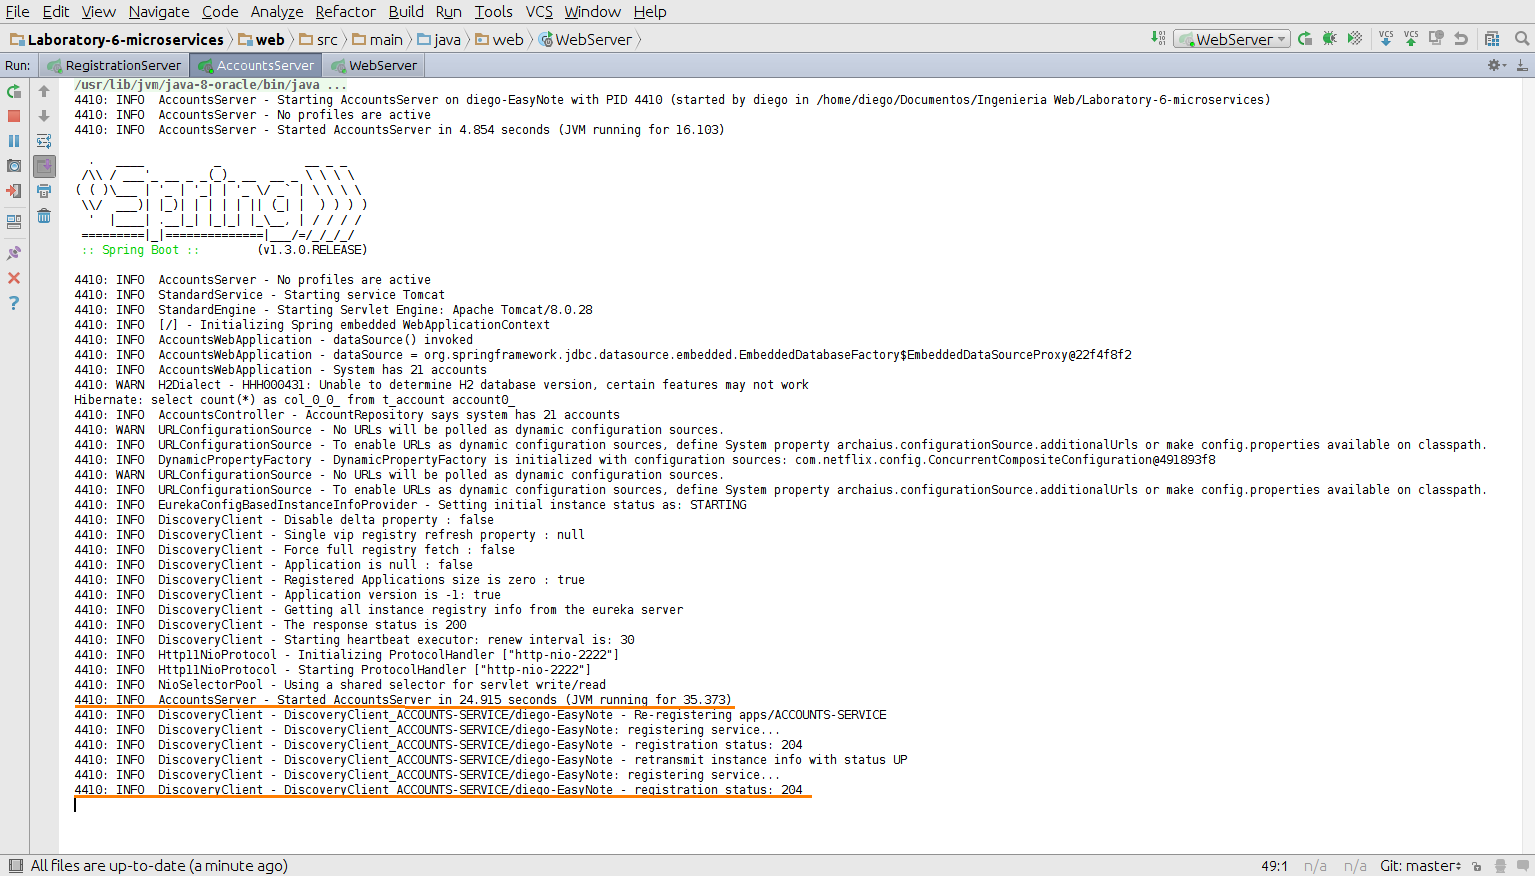 File Edit View Navigate Code Analyze Refactor Build Run Tools VCS Window Help
Laboratory-6-microservices web src main java web WebServer WebServer VCS VCS
Run: RegistrationServer AccountsServer WebServer
/usr/lib/jvm/java-8-oracle/bin/java ...
4410: INFO  AccountsServer - Starting AccountsServer on diego-EasyNote with PID 4410 (started by diego in /home/diego/Documentos/Ingenieria Web/Laboratory-6-microservices)
4410: INFO  AccountsServer - No profiles are active
4410: INFO  AccountsServer - Started AccountsServer in 4.854 seconds (JVM running for 16.103)
  .   ____          _            __ _ _
 /\\ / ___'_ __ _ _(_)_ __  __ _ \ \ \ \
( ( )\___ | '_ | '_| | '_ \/ _` | \ \ \ \
 \\/  ___)| |_)| | | | | || (_| |  ) ) ) )
  '  |____| .__|_| |_|_| |_\__, | / / / /
 =========|_|==============|___/=/_/_/_/
 :: Spring Boot ::        (v1.3.0.RELEASE)
4410: INFO  AccountsServer - No profiles are active
4410: INFO  StandardService - Starting service Tomcat
4410: INFO  StandardEngine - Starting Servlet Engine: Apache Tomcat/8.0.28
4410: INFO  [/] - Initializing Spring embedded WebApplicationContext
4410: INFO  AccountsWebApplication - dataSource() invoked
4410: INFO  AccountsWebApplication - dataSource = org.springframework.jdbc.datasource.embedded.EmbeddedDatabaseFactory$EmbeddedDataSourceProxy@22f4f8f2
4410: INFO  AccountsWebApplication - System has 21 accounts
4410: WARN  H2Dialect - HHH000431: Unable to determine H2 database version, certain features may not work
Hibernate: select count(*) as col_0_0_ from t_account account0_
4410: INFO  AccountsController - AccountRepository says system has 21 accounts
4410: WARN  URLConfigurationSource - No URLs will be polled as dynamic configuration sources.
4410: INFO  URLConfigurationSource - To enable URLs as dynamic configuration sources, define System property archaius.configurationSource.additionalUrls or make config.properties available on classpath.
4410: INFO  DynamicPropertyFactory - DynamicPropertyFactory is initialized with configuration sources: com.netflix.config.ConcurrentCompositeConfiguration@491893f8
4410: WARN  URLConfigurationSource - No URLs will be polled as dynamic configuration sources.
4410: INFO  URLConfigurationSource - To enable URLs as dynamic configuration sources, define System property archaius.configurationSource.additionalUrls or make config.properties available on classpath.
4410: INFO  EurekaConfigBasedInstanceInfoProvider - Setting initial instance status as: STARTING
4410: INFO  DiscoveryClient - Disable delta property : false
4410: INFO  DiscoveryClient - Single vip registry refresh property : null
4410: INFO  DiscoveryClient - Force full registry fetch : false
4410: INFO  DiscoveryClient - Application is null : false
4410: INFO  DiscoveryClient - Registered Applications size is zero : true
4410: INFO  DiscoveryClient - Application version is -1: true
4410: INFO  DiscoveryClient - Getting all instance registry info from the eureka server
4410: INFO  DiscoveryClient - The response status is 200
4410: INFO  DiscoveryClient - Starting heartbeat executor: renew interval is: 30
4410: INFO  Http11NioProtocol - Initializing ProtocolHandler ["http-nio-2222"]
4410: INFO  Http11NioProtocol - Starting ProtocolHandler ["http-nio-2222"]
4410: INFO  NioSelectorPool - Using a shared selector for servlet write/read
4410: INFO  AccountsServer - Started AccountsServer in 24.915 seconds (JVM running for 35.373)
4410: INFO  DiscoveryClient - DiscoveryClient_ACCOUNTS-SERVICE/diego-EasyNote - Re-registering apps/ACCOUNTS-SERVICE
4410: INFO  DiscoveryClient - DiscoveryClient_ACCOUNTS-SERVICE/diego-EasyNote: registering service...
4410: INFO  DiscoveryClient - DiscoveryClient_ACCOUNTS-SERVICE/diego-EasyNote - registration status: 204
4410: INFO  DiscoveryClient - DiscoveryClient_ACCOUNTS-SERVICE/diego-EasyNote - retransmit instance info with status UP
4410: INFO  DiscoveryClient - DiscoveryClient_ACCOUNTS-SERVICE/diego-EasyNote: registering service...
4410: INFO  DiscoveryClient - DiscoveryClient_ACCOUNTS-SERVICE/diego-EasyNote - registration status: 204
All files are up-to-date (a minute ago) 49:1 n/a n/a Git: master